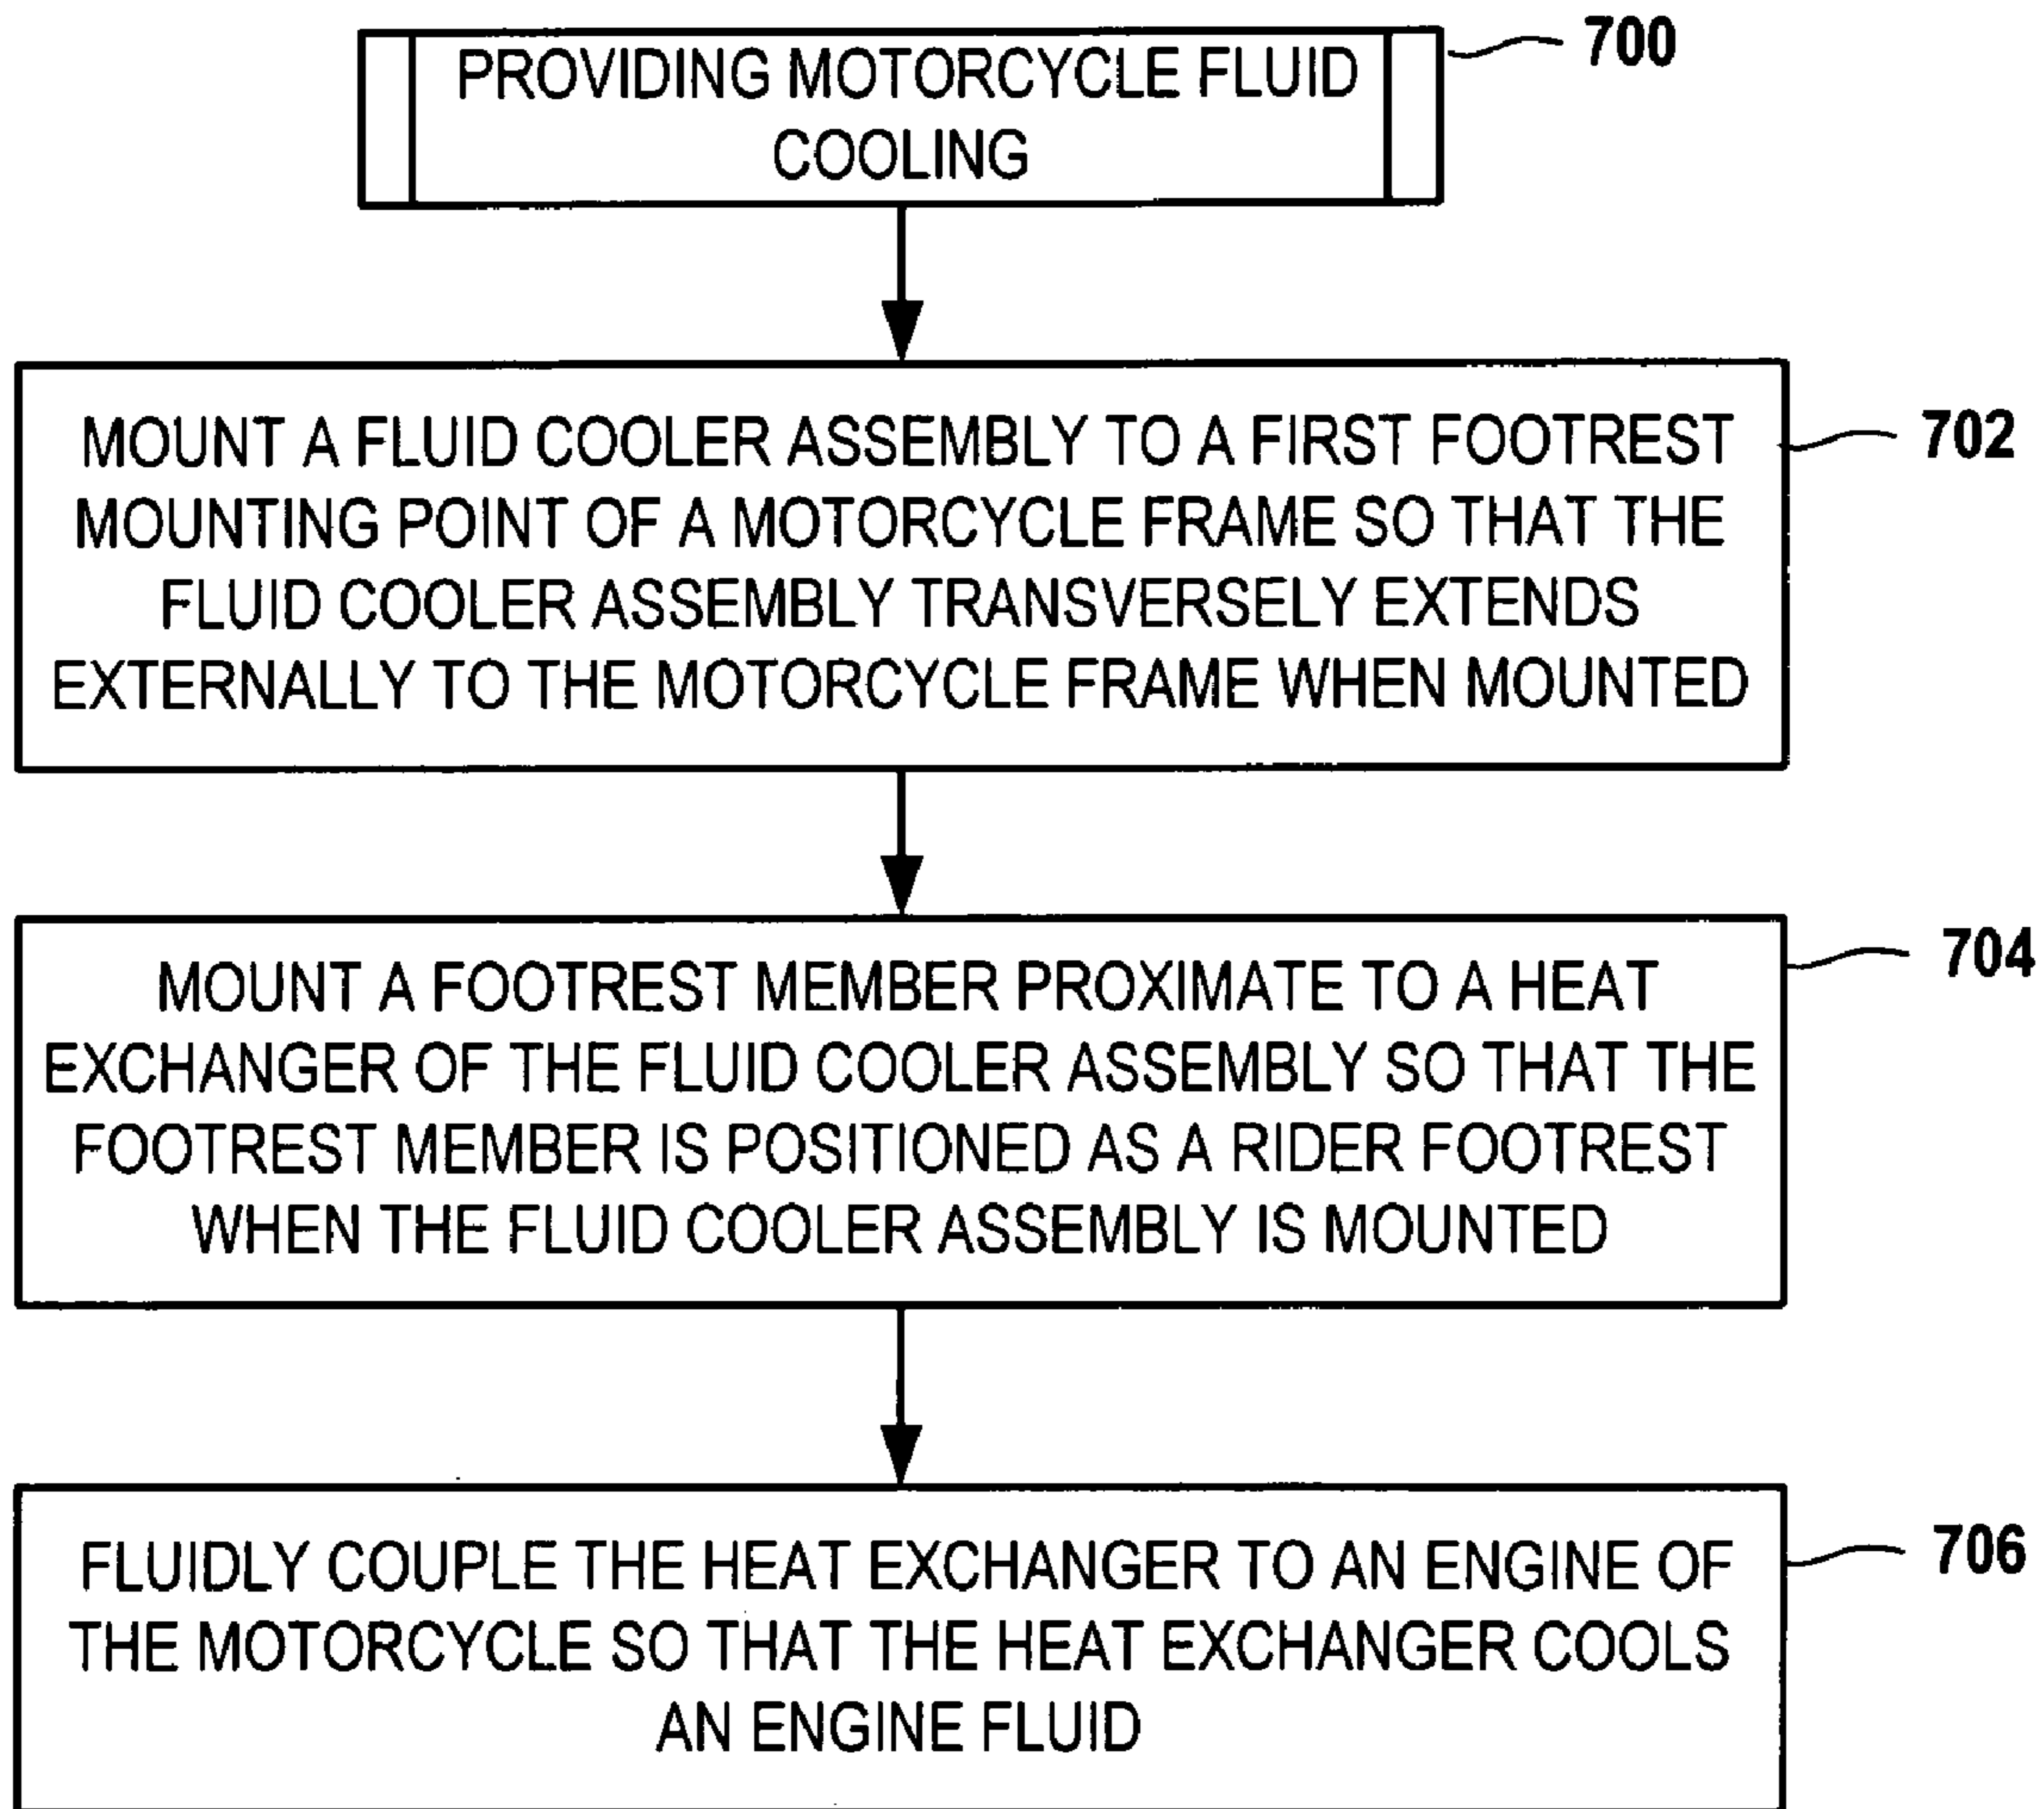 PROVIDING MOTORCYCLE FLUID
COOLING
700
MOUNT A FLUID COOLER ASSEMBLY TO A FIRST FOOTREST
MOUNTING POINT OF A MOTORCYCLE FRAME SO THAT THE
FLUID COOLER ASSEMBLY TRANSVERSELY EXTENDS
EXTERNALLY TO THE MOTORCYCLE FRAME WHEN MOUNTED
702
MOUNT A FOOTREST MEMBER PROXIMATE TO A HEAT
EXCHANGER OF THE FLUID COOLER ASSEMBLY SO THAT THE
FOOTREST MEMBER IS POSITIONED AS A RIDER FOOTREST
WHEN THE FLUID COOLER ASSEMBLY IS MOUNTED
704
FLUIDLY COUPLE THE HEAT EXCHANGER TO AN ENGINE OF
THE MOTORCYCLE SO THAT THE HEAT EXCHANGER COOLS
AN ENGINE FLUID
706